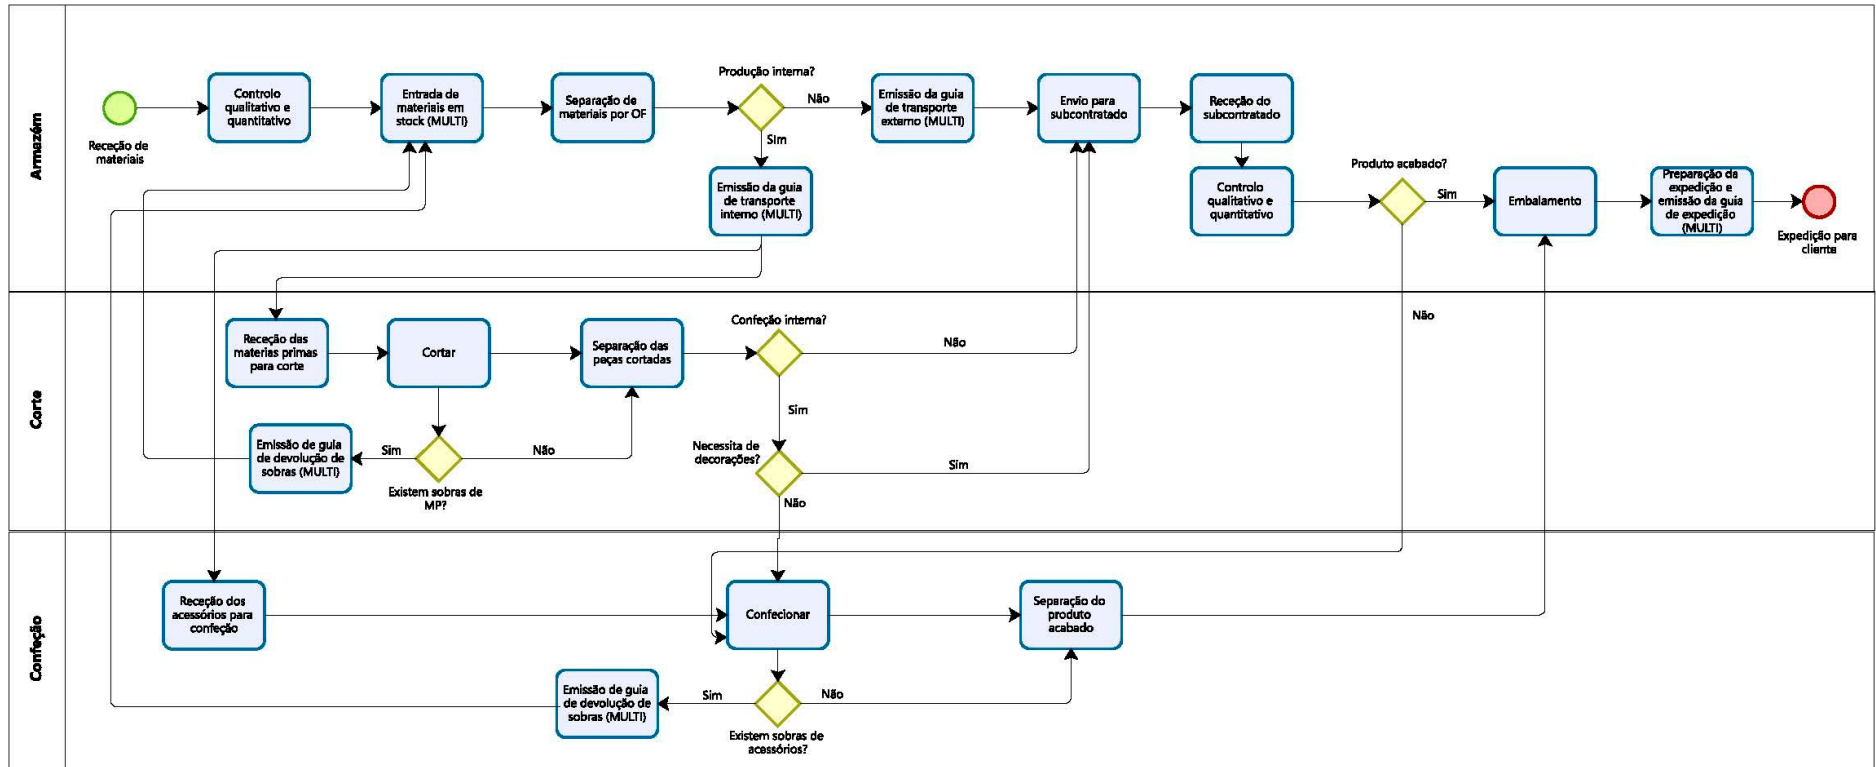 Armazém
Receção de
materiais
Controlo
qualitativo e
quantitativo
Entrada de
materiais em
stock (MULTI)
Separação de
materiais por OF
Produção interna?
Não
Sim
Emissão da guia
de transporte
externo (MULTI)
Envio para
subcontratado
Receção do
subcontratado
Emissão da guia
de transporte
interno (MULTI)
Controlo
qualitativo e
quantitativo
Produto acabado?
Sim
Não
Embalamento
Preparação da
expedição e
emissão da guia
de expedição
(MULTI)
Expedição para
cliente
Corte
Receção das
materias primas
para corte
Cortar
Separação das
peças cortadas
Confeção interna?
Não
Sim
Emissão de guia
de devolução de
sobras (MULTI)
Sim
Não
Existem sobras de
MP?
Necessita de
decorações?
Sim
Não
Confeção
Receção dos
acessórios para
confeção
Confecionar
Separação do
produto
acabado
Emissão de guia
de devolução de
sobras (MULTI)
Sim
Não
Existem sobras de
acessórios?